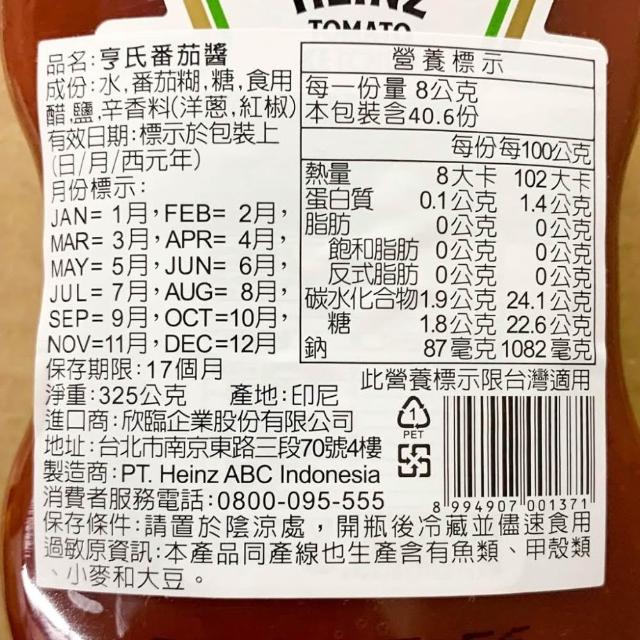 HEINZ
TOMATO
品名:亨氏番茄醬
成份:水,番茄糊,糖,食用
醋,鹽,辛香料(洋蔥,紅椒)
有效日期:標示於包裝上
(日/月/西元年)
月份標示:
JAN= 1月,FEB= 2月,
MAR= 3月,APR= 4月,
MAY= 5月,JUN= 6月,
JUL= 7月,AUG= 8月,
SEP= 9月,OCT=10月,
NOV=11月,DEC=12月
保存期限:17個月
淨重:325公克 產地:印尼
進口商:欣臨企業股份有限公司
地址:台北市南京東路三段70號4樓
製造商:PT. Heinz ABC Indonesia
消費者服務電話:0800-095-555
保存條件:請置於陰涼處,開瓶後冷藏並儘速食用
過敏原資訊:本產品同產線也生產含有魚類、甲殼類
、小麥和大豆。
營養標示
每一份量 8公克
本包裝含40.6份
每份 每100公克
熱量 8大卡 102大卡
蛋白質 0.1公克 1.4公克
脂肪 0公克 0公克
飽和脂肪 0公克 0公克
反式脂肪 0公克 0公克
碳水化合物 1.9公克 24.1公克
糖 1.8公克 22.6公克
鈉 87毫克 1082毫克
此營養標示限台灣適用
1
PET
8 994907 001371